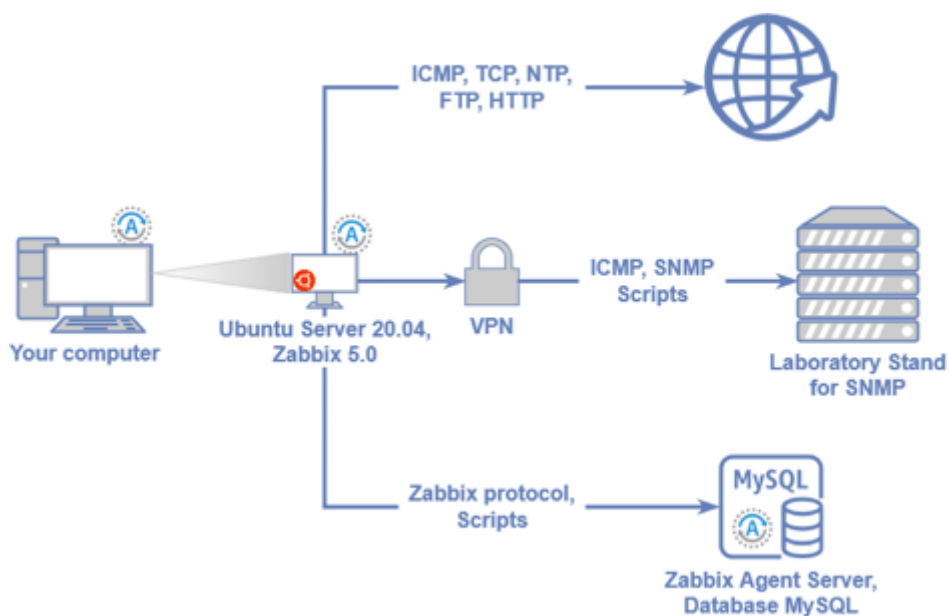 ICMP, TCP, NTP,
FTP, HTTP
A
A
ICMP, SNMP
Scripts
Your computer
Ubuntu Server 20.04,
Zabbix 5.0
VPN
Laboratory Stand
for SNMP
Zabbix protocol,
Scripts
MySQL
A
Zabbix Agent Server,
Database MySQL